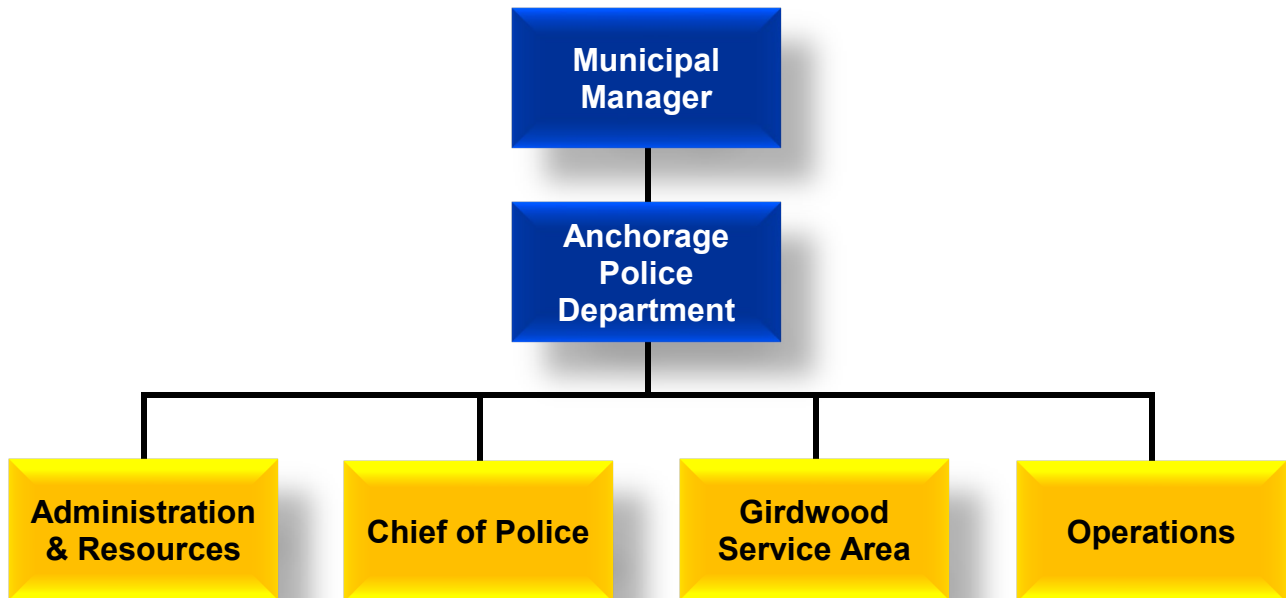 Municipal
Manager
Anchorage
Police
Department
Administration
& Resources
Chief of Police
Girdwood
Service Area
Operations